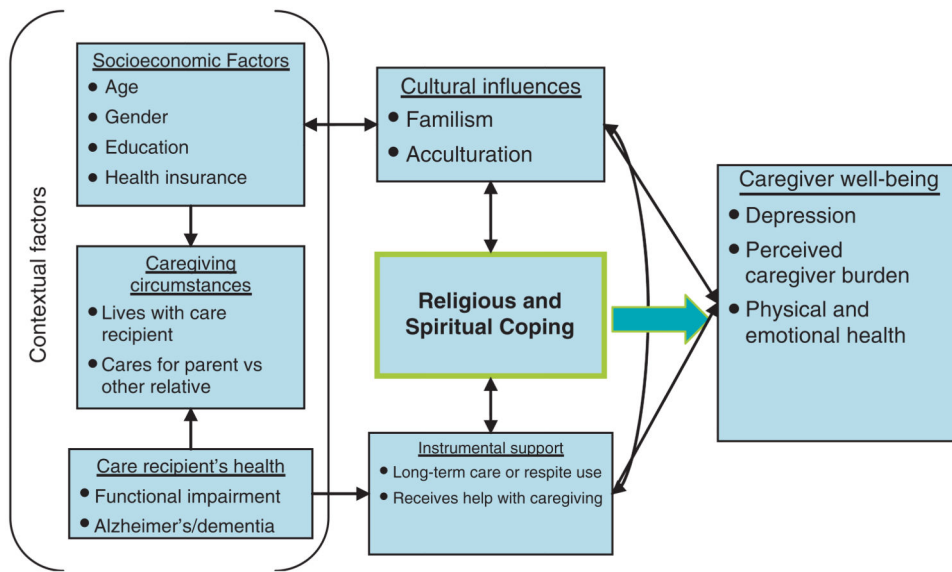 Contextual factors
Socioeconomic Factors
• Age
• Gender
• Education
• Health insurance
Caregiving
circumstances
• Lives with care
recipient
• Cares for parent vs
other relative
Care recipient's health
• Functional impairment
• Alzheimer's/dementia
Cultural influences
• Familism
• Acculturation
Religious and
Spiritual Coping
Instrumental support
• Long-term care or respite use
• Receives help with caregiving
Caregiver well-being
• Depression
• Perceived
caregiver burden
• Physical and
emotional health